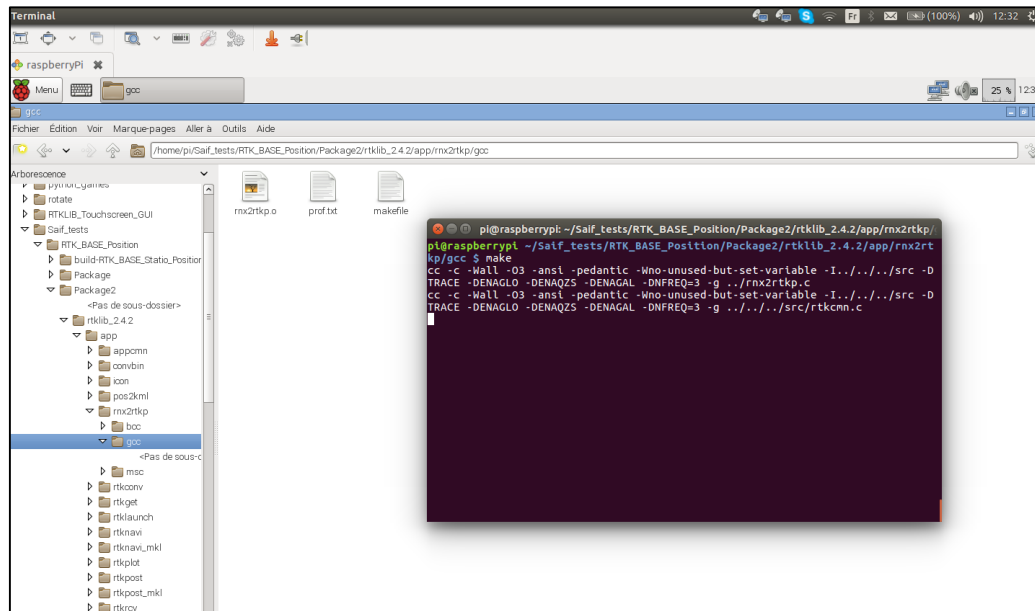 Terminal
Fr
(100%)
12:32
raspberryPi
Menu
gcc
25 %
gcc
Fichier Édition Voir Marque-pages Aller à Outils Aide
/home/pi/Saif_tests/RTK_BASE_Position/Package2/rtklib_2.4.2/app/rnx2rtkp/gcc
Arborescence
python_games
rotate
RTKLIB_Touchscreen_GUI
Saif_tests
RTK_BASE_Position
build-RTK_BASE_Statio_Position
Package
Package2
<Pas de sous-dossier>
rtklib_2.4.2
app
appcmn
convbin
icon
pos2kml
rnx2rtkp
bcc
gcc
<Pas de sous-d
msc
rtkconv
rtkget
rtklaunch
rtknavi
rtknavi_mkl
rtkplot
rtkpost
rtkpost_mkl
rtkrcv
rnx2rtkp.o
prof.txt
makefile
pi@raspberrypi: ~/Saif_tests/RTK_BASE_Position/Package2/rtklib_2.4.2/app/rnx2rtkp/
pi@raspberrypi ~/Saif_tests/RTK_BASE_Position/Package2/rtklib_2.4.2/app/rnx2rt
kp/gcc $ make
cc -c -Wall -O3 -ansi -pedantic -Wno-unused-but-set-variable -I../../../src -D
TRACE -DENAGLO -DENAQZS -DENAGAL -DNFREQ=3 -g ../rnx2rtkp.c
cc -c -Wall -O3 -ansi -pedantic -Wno-unused-but-set-variable -I../../../src -D
TRACE -DENAGLO -DENAQZS -DENAGAL -DNFREQ=3 -g ../../../src/rtkcmn.c